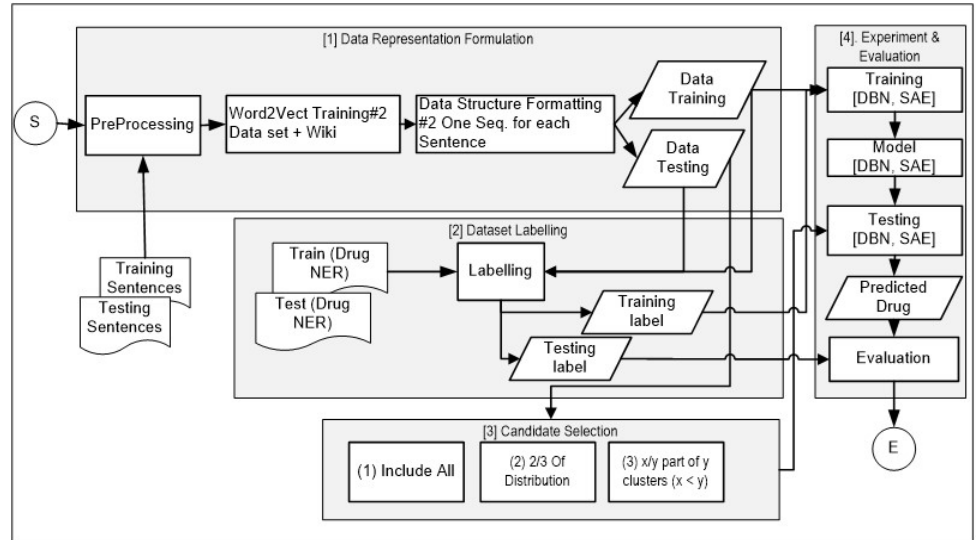 [1] Data Representation Formulation
S
PreProcessing
Word2Vect Training#2
Data set + Wiki
Data Structure Formatting
#2 One Seq. for each
Sentence
Data
Training
Data
Testing
Training
Sentences
Testing
Sentences
[2] Dataset Labelling
Train (Drug
NER)
Test (Drug
NER)
Labelling
Training
label
Testing
label
[3] Candidate Selection
(1) Include All
(2) 2/3 Of
Distribution
(3) x/y part of y
clusters (x < y)
[4]. Experiment &
Evaluation
Training
[DBN, SAE]
Model
[DBN, SAE]
Testing
[DBN, SAE]
Predicted
Drug
Evaluation
E